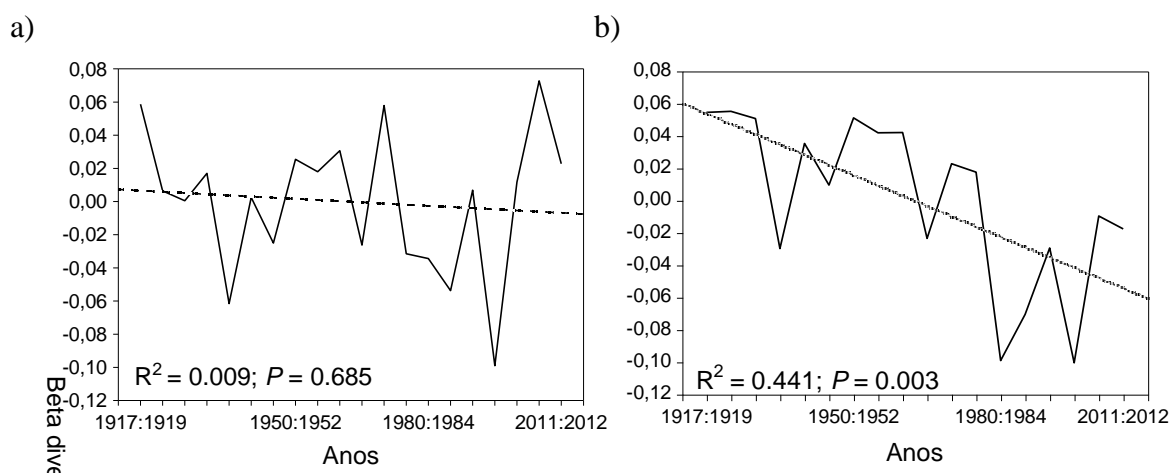 a)
0,08
0,06
0,04
0,02
0,00
-0,02
-0,04
-0,06
-0,08
-0,10
-0,12
R² = 0.009; P = 0.685
1917:1919 1950:1952 1980:1984 2011:2012
Anos
Beta dive
b)
0,08
0,06
0,04
0,02
0,00
-0,02
-0,04
-0,06
-0,08
-0,10
-0,12
R² = 0.441; P = 0.003
1917:1919 1950:1952 1980:1984 2011:2012
Anos